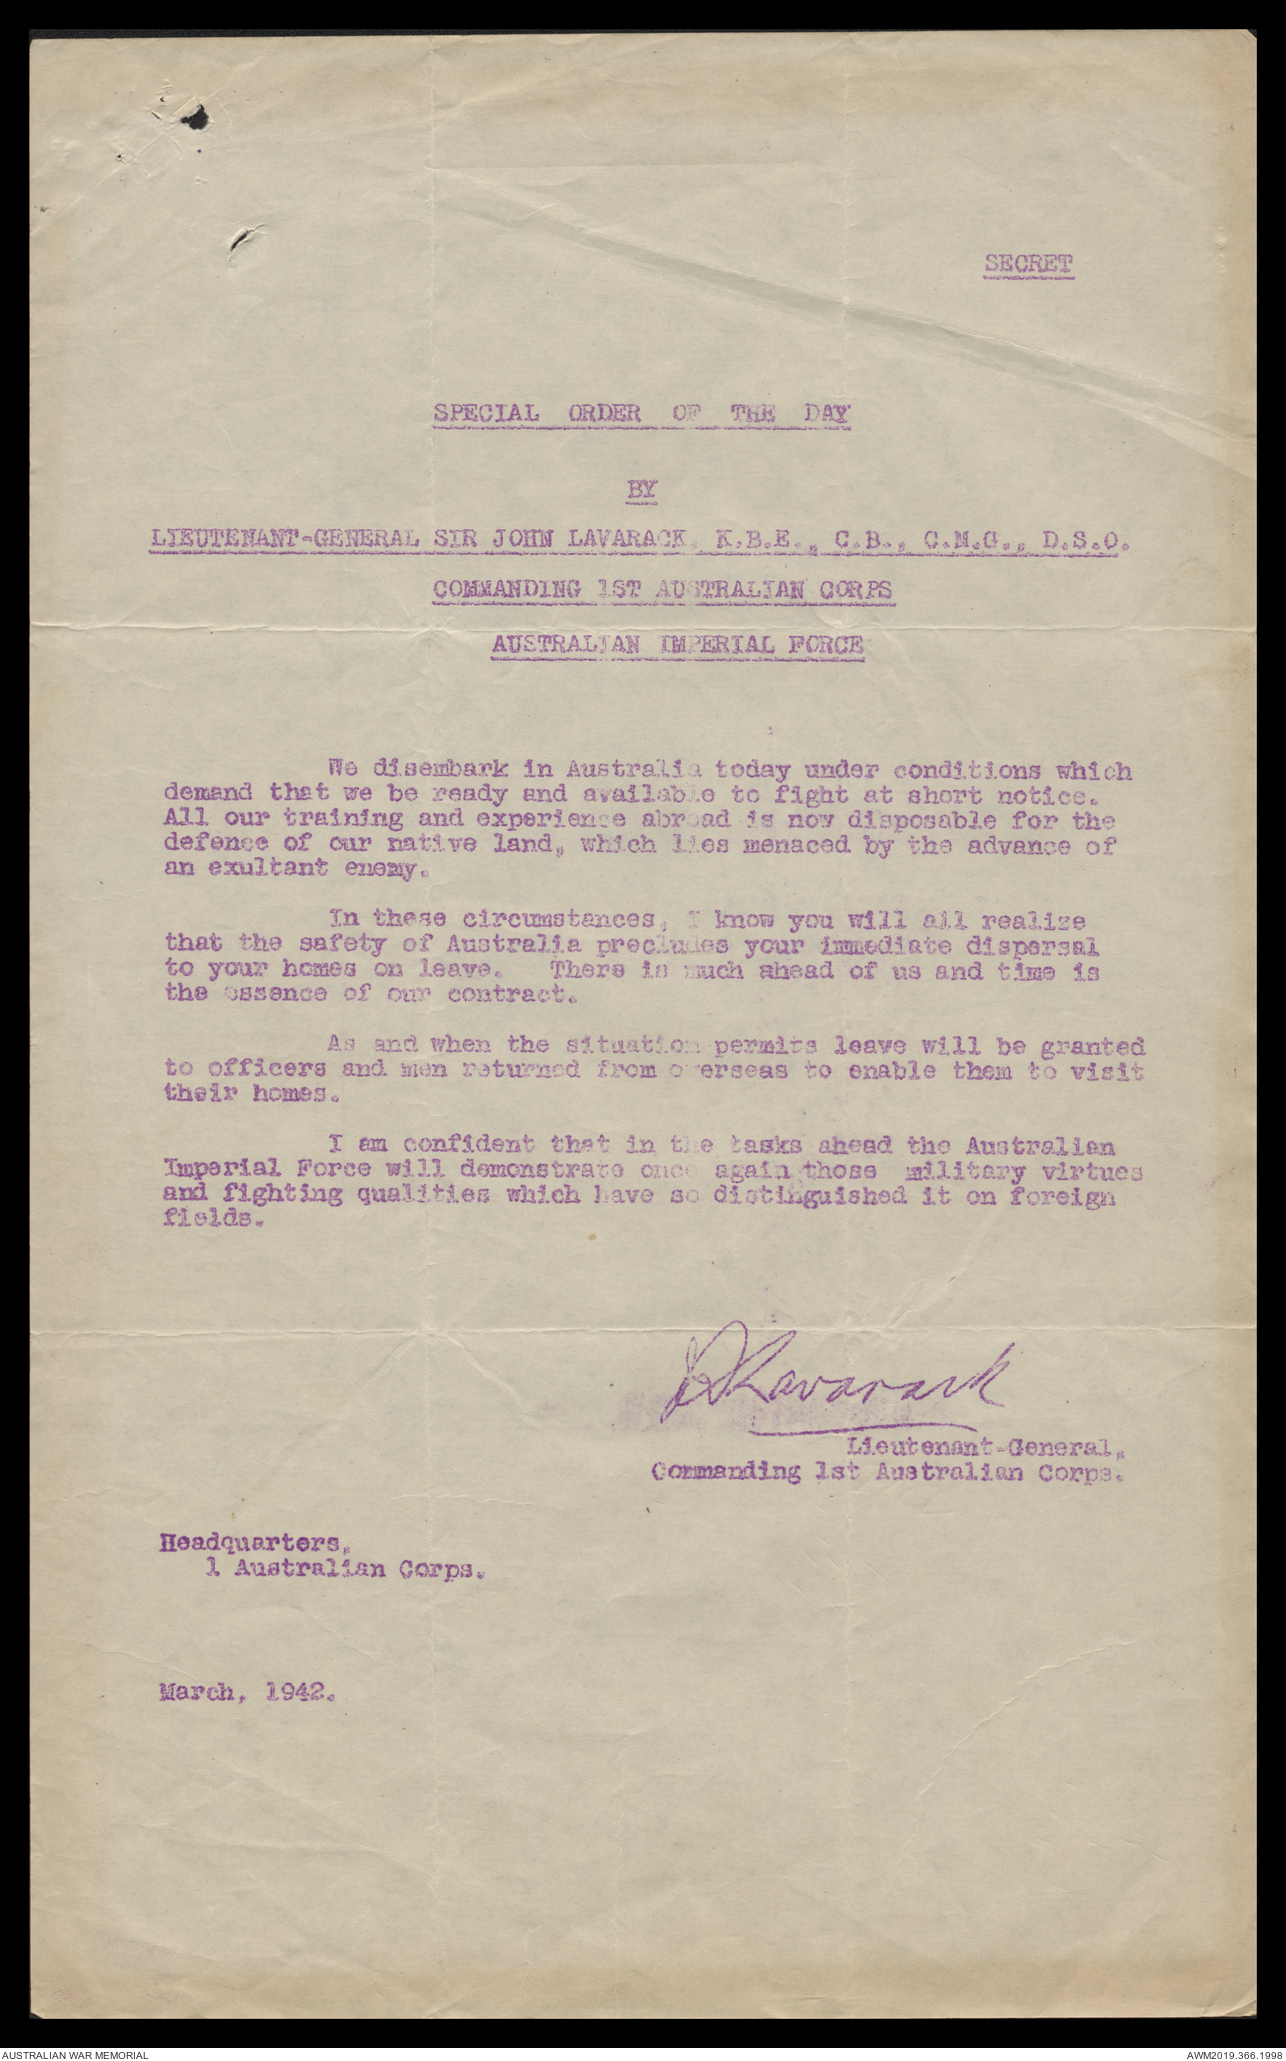 SECRET
SPECIAL ORDER OF THE DAY
BY
LIEUTENANT-GENERAL SIR JOHN LAVARACK, K.B.E., C.B., C.M.G., D.S.O.
COMMANDING 1ST AUSTRALIAN CORPS
AUSTRALIAN IMPERIAL FORCE
We disembark in Australia today under conditions which
demand that we be ready and available to fight at short notice.
All our training and experience abroad is now disposable for the
defence of our native land, which lies menaced by the advance of
an exultant enemy.
In these circumstances, I know you will all realize
that the safety of Australia precludes your immediate dispersal
to your homes on leave. There is much ahead of us and time is
the essence of our contract.
As and when the situation permits leave will be granted
to officers and men returned from overseas to enable them to visit
their homes.
I am confident that in the tasks ahead the Australian
Imperial Force will demonstrate once again those military virtues
and fighting qualities which have so distinguished it on foreign
fields.
Lavarack
Lieutenant-General,
Commanding 1st Australian Corps.
Headquarters,
1 Australian Corps.
March, 1942.
AUSTRALIAN WAR MEMORIAL
AWM2019.366.1998